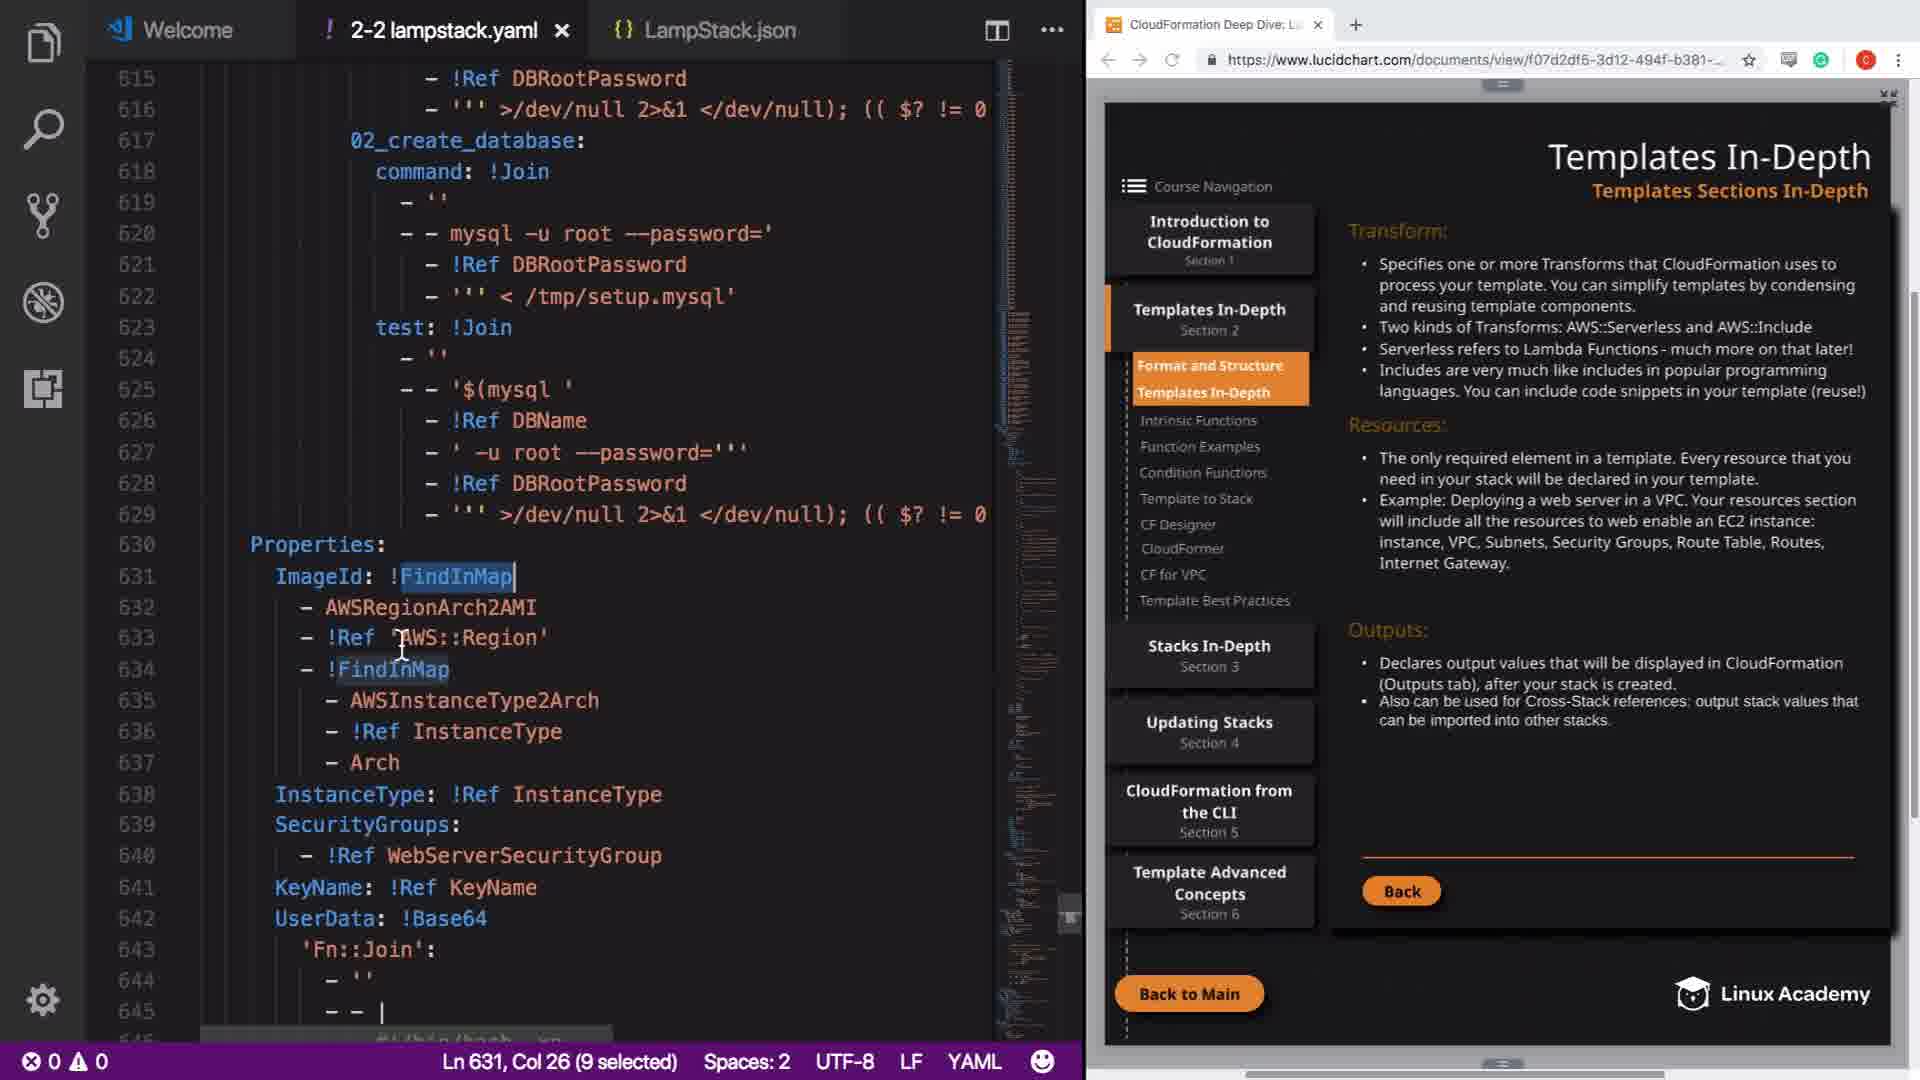 Welcome
! 2-2 lampstack.yaml ×
{} LampStack.json
615 - !Ref DBRootPassword
616 - ''' >/dev/null 2>&1 </dev/null); (( $? != 0
617 02_create_database:
618 command: !Join
619 - ''
620 - - mysql -u root --password='
621 - !Ref DBRootPassword
622 - ''' < /tmp/setup.mysql'
623 test: !Join
624 - ''
625 - - '$(mysql '
626 - !Ref DBName
627 - ' -u root --password='''
628 - !Ref DBRootPassword
629 - ''' >/dev/null 2>&1 </dev/null); (( $? != 0
630 Properties:
631 ImageId: !FindInMap
632 - AWSRegionArch2AMI
633 - !Ref 'AWS::Region'
634 - !FindInMap
635 - AWSInstanceType2Arch
636 - !Ref InstanceType
637 - Arch
638 InstanceType: !Ref InstanceType
639 SecurityGroups:
640 - !Ref WebServerSecurityGroup
641 KeyName: !Ref KeyName
642 UserData: !Base64
643 'Fn::Join':
644 - ''
645 - - |
0 0
Ln 631, Col 26 (9 selected)
Spaces: 2
UTF-8
LF
YAML
CloudFormation Deep Dive: L
https://www.lucidchart.com/documents/view/f07d2df5-3d12-494f-b381-...
C
Templates In-Depth
Templates Sections In-Depth
Course Navigation
Introduction to
CloudFormation
Section 1
Templates In-Depth
Section 2
Format and Structure
Templates In-Depth
Intrinsic Functions
Function Examples
Condition Functions
Template to Stack
CF Designer
CloudFormer
CF for VPC
Template Best Practices
Stacks In-Depth
Section 3
Updating Stacks
Section 4
CloudFormation from
the CLI
Section 5
Template Advanced
Concepts
Section 6
Back to Main
Transform:
• Specifies one or more Transforms that CloudFormation uses to
process your template. You can simplify templates by condensing
and reusing template components.
• Two kinds of Transforms: AWS::Serverless and AWS::Include
• Serverless refers to Lambda Functions - much more on that later!
• Includes are very much like includes in popular programming
languages. You can include code snippets in your template (reuse!)
Resources:
• The only required element in a template. Every resource that you
need in your stack will be declared in your template.
• Example: Deploying a web server in a VPC. Your resources section
will include all the resources to web enable an EC2 instance:
instance, VPC, Subnets, Security Groups, Route Table, Routes,
Internet Gateway.
Outputs:
• Declares output values that will be displayed in CloudFormation
(Outputs tab), after your stack is created.
• Also can be used for Cross-Stack references: output stack values that
can be imported into other stacks.
Back
Linux Academy